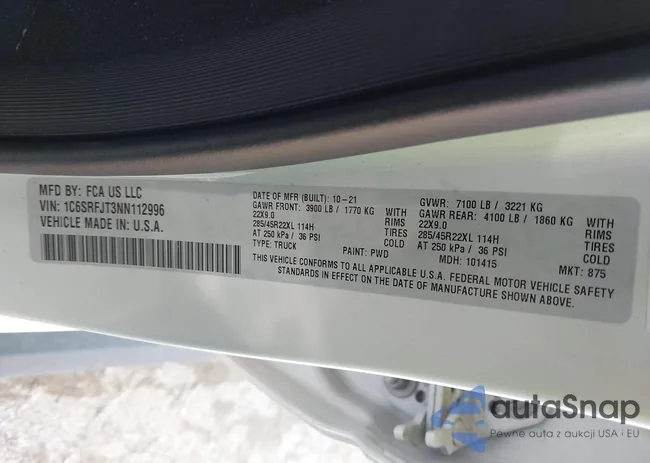 MFD BY: FCA US LLC
VIN: 1C6SRFJT3NN112996
VEHICLE MADE IN: U.S.A.
DATE OF MFR (BUILT): 10-21
GAWR FRONT: 3900 LB / 1770 KG
22X9.0 RIMS
285/45R22XL 114H TIRES
AT 250 kPa / 36 PSI COLD
TYPE: TRUCK PAINT: PWD
GVWR: 7100 LB / 3221 KG
GAWR REAR: 4100 LB / 1860 KG
22X9.0 RIMS
285/45R22XL 114H TIRES
AT 250 kPa / 36 PSI COLD
MDH: 101415 MKT: 875
THIS VEHICLE CONFORMS TO ALL APPLICABLE U.S.A. FEDERAL MOTOR VEHICLE SAFETY
STANDARDS IN EFFECT ON THE DATE OF MANUFACTURE SHOWN ABOVE.
autaSnap
Pewne auta z aukcji USA i EU